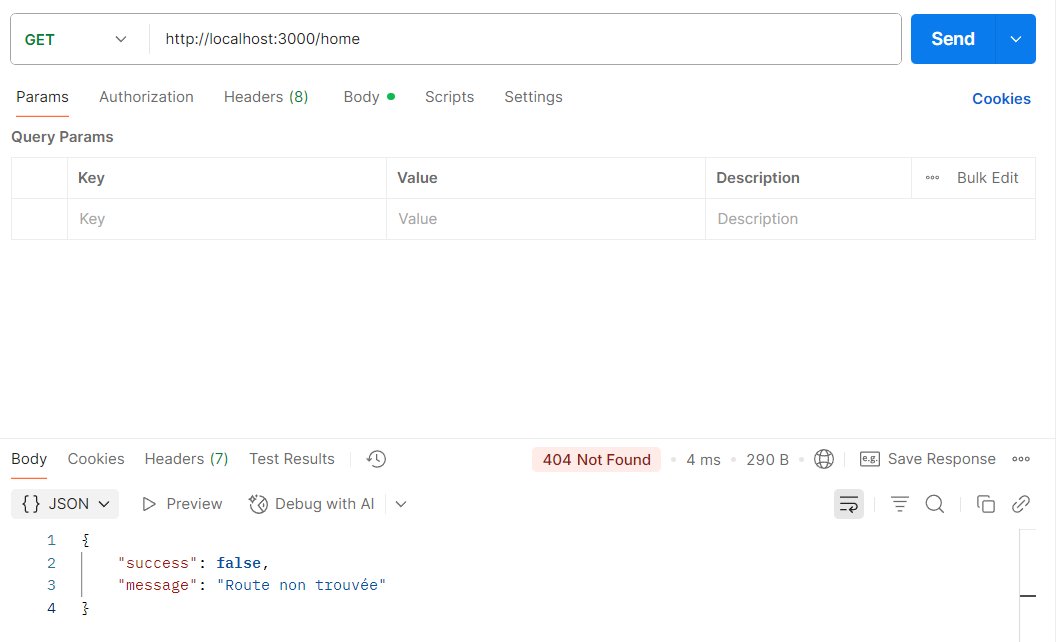 GET http://localhost:3000/home Send
Params Authorization Headers (8) Body Scripts Settings Cookies
Query Params
Key Value Description Bulk Edit
Key Value Description
Body Cookies Headers (7) Test Results 404 Not Found 4 ms 290 B e.g. Save Response
{} JSON Preview Debug with AI
1 {
2 "success": false,
3 "message": "Route non trouvée"
4 }